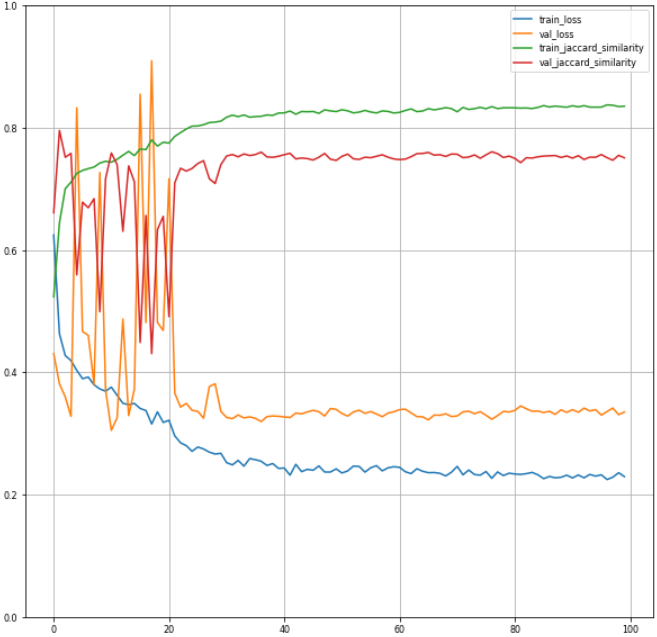 1.0
train_loss
val_loss
train_jaccard_similarity
val_jaccard_similarity
0.8
0.6
0.4
0.2
0.0
0 20 40 60 80 100